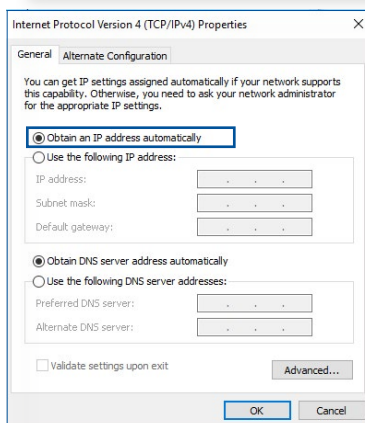 Internet Protocol Version 4 (TCP/IPv4) Properties
General
Alternate Configuration
You can get IP settings assigned automatically if your network supports
this capability. Otherwise, you need to ask your network administrator
for the appropriate IP settings.
Obtain an IP address automatically
Use the following IP address:
IP address:
Subnet mask:
Default gateway:
Obtain DNS server address automatically
Use the following DNS server addresses:
Preferred DNS server:
Alternate DNS server:
Validate settings upon exit
Advanced...
OK
Cancel